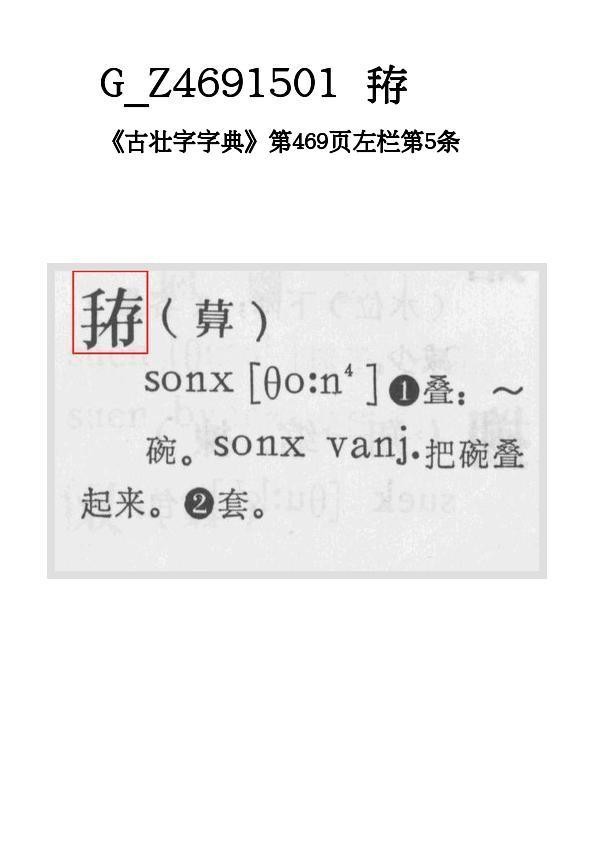 G_Z4691501
《古壮字字典》第469页左栏第5条
（萛）
sonx [θo:n⁴] ❶叠：～
碗。sonx vanj.把碗叠
起来。❷套。